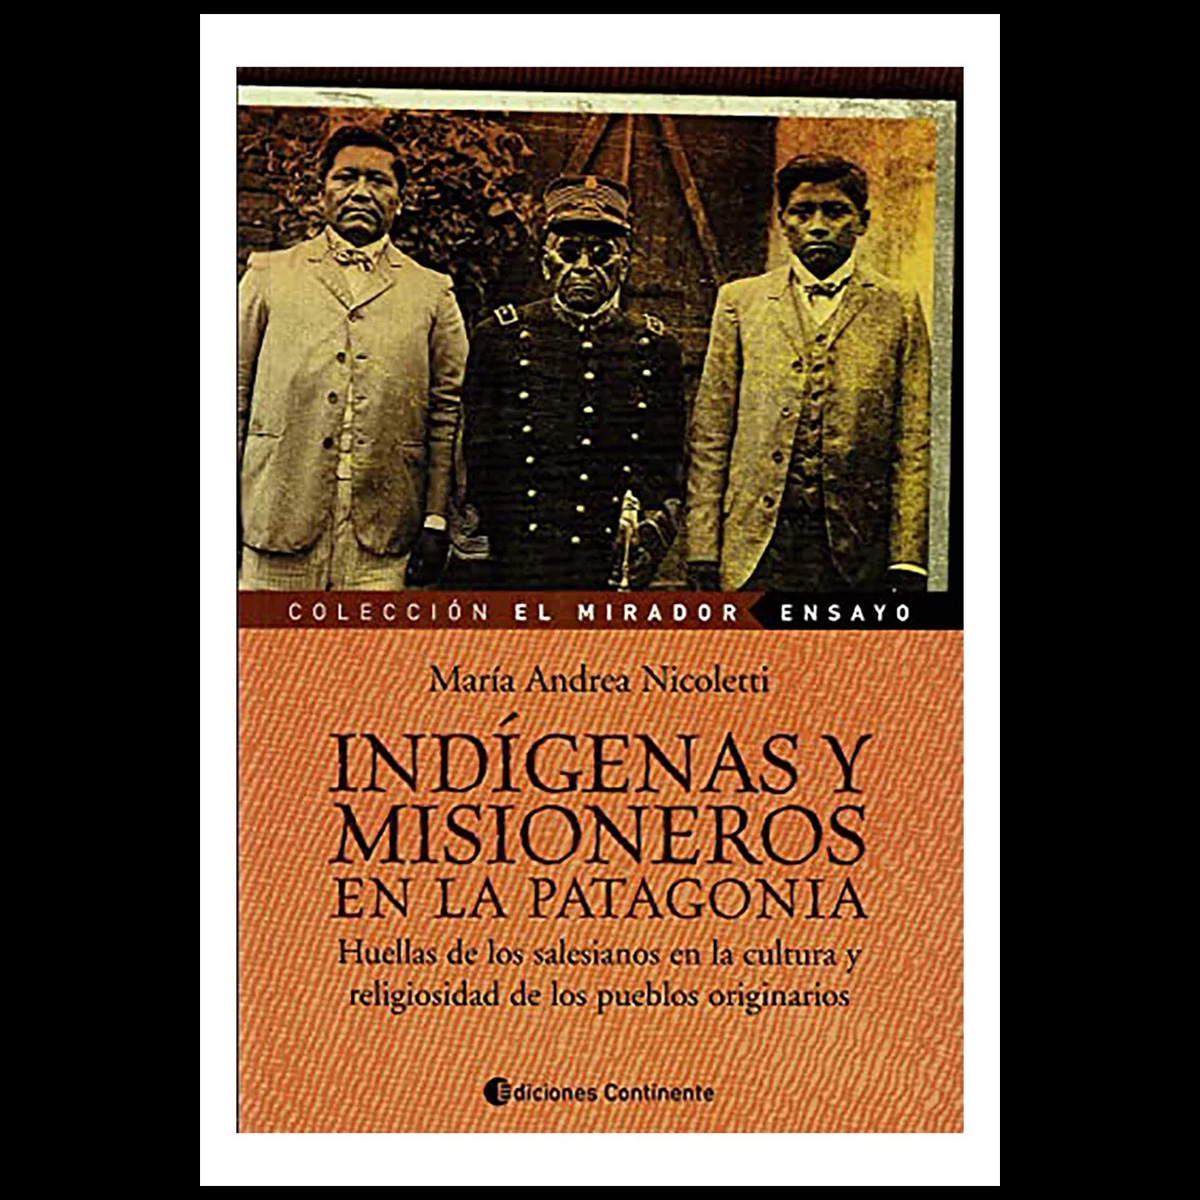 COLECCIÓN EL MIRADOR ENSAYO
María Andrea Nicoletti
INDÍGENAS Y
MISIONEROS
EN LA PATAGONIA
Huellas de los salesianos en la cultura y
religiosidad de los pueblos originarios
Ediciones Continente